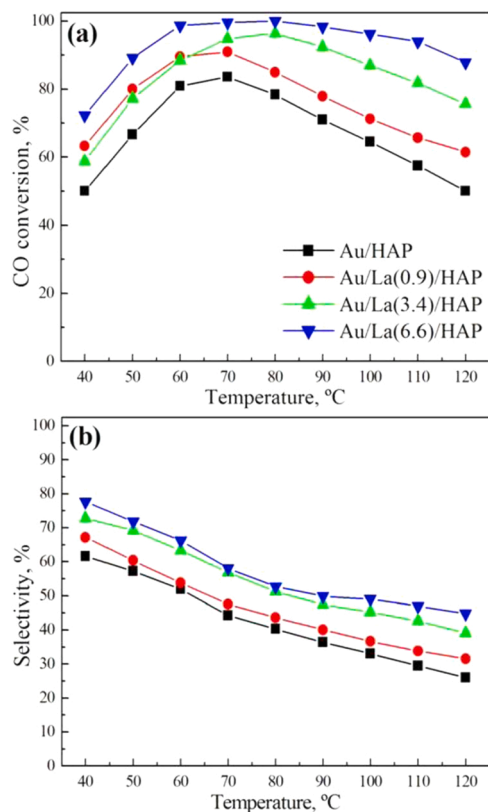 100
(a)
80
60
40
20
0
CO conversion, %
Au/HAP
Au/La(0.9)/HAP
Au/La(3.4)/HAP
Au/La(6.6)/HAP
40 50 60 70 80 90 100 110 120
Temperature, ºC
(b)
100
90
80
70
60
50
40
30
20
10
0
Selectivity, %
40 50 60 70 80 90 100 110 120
Temperature, ºC